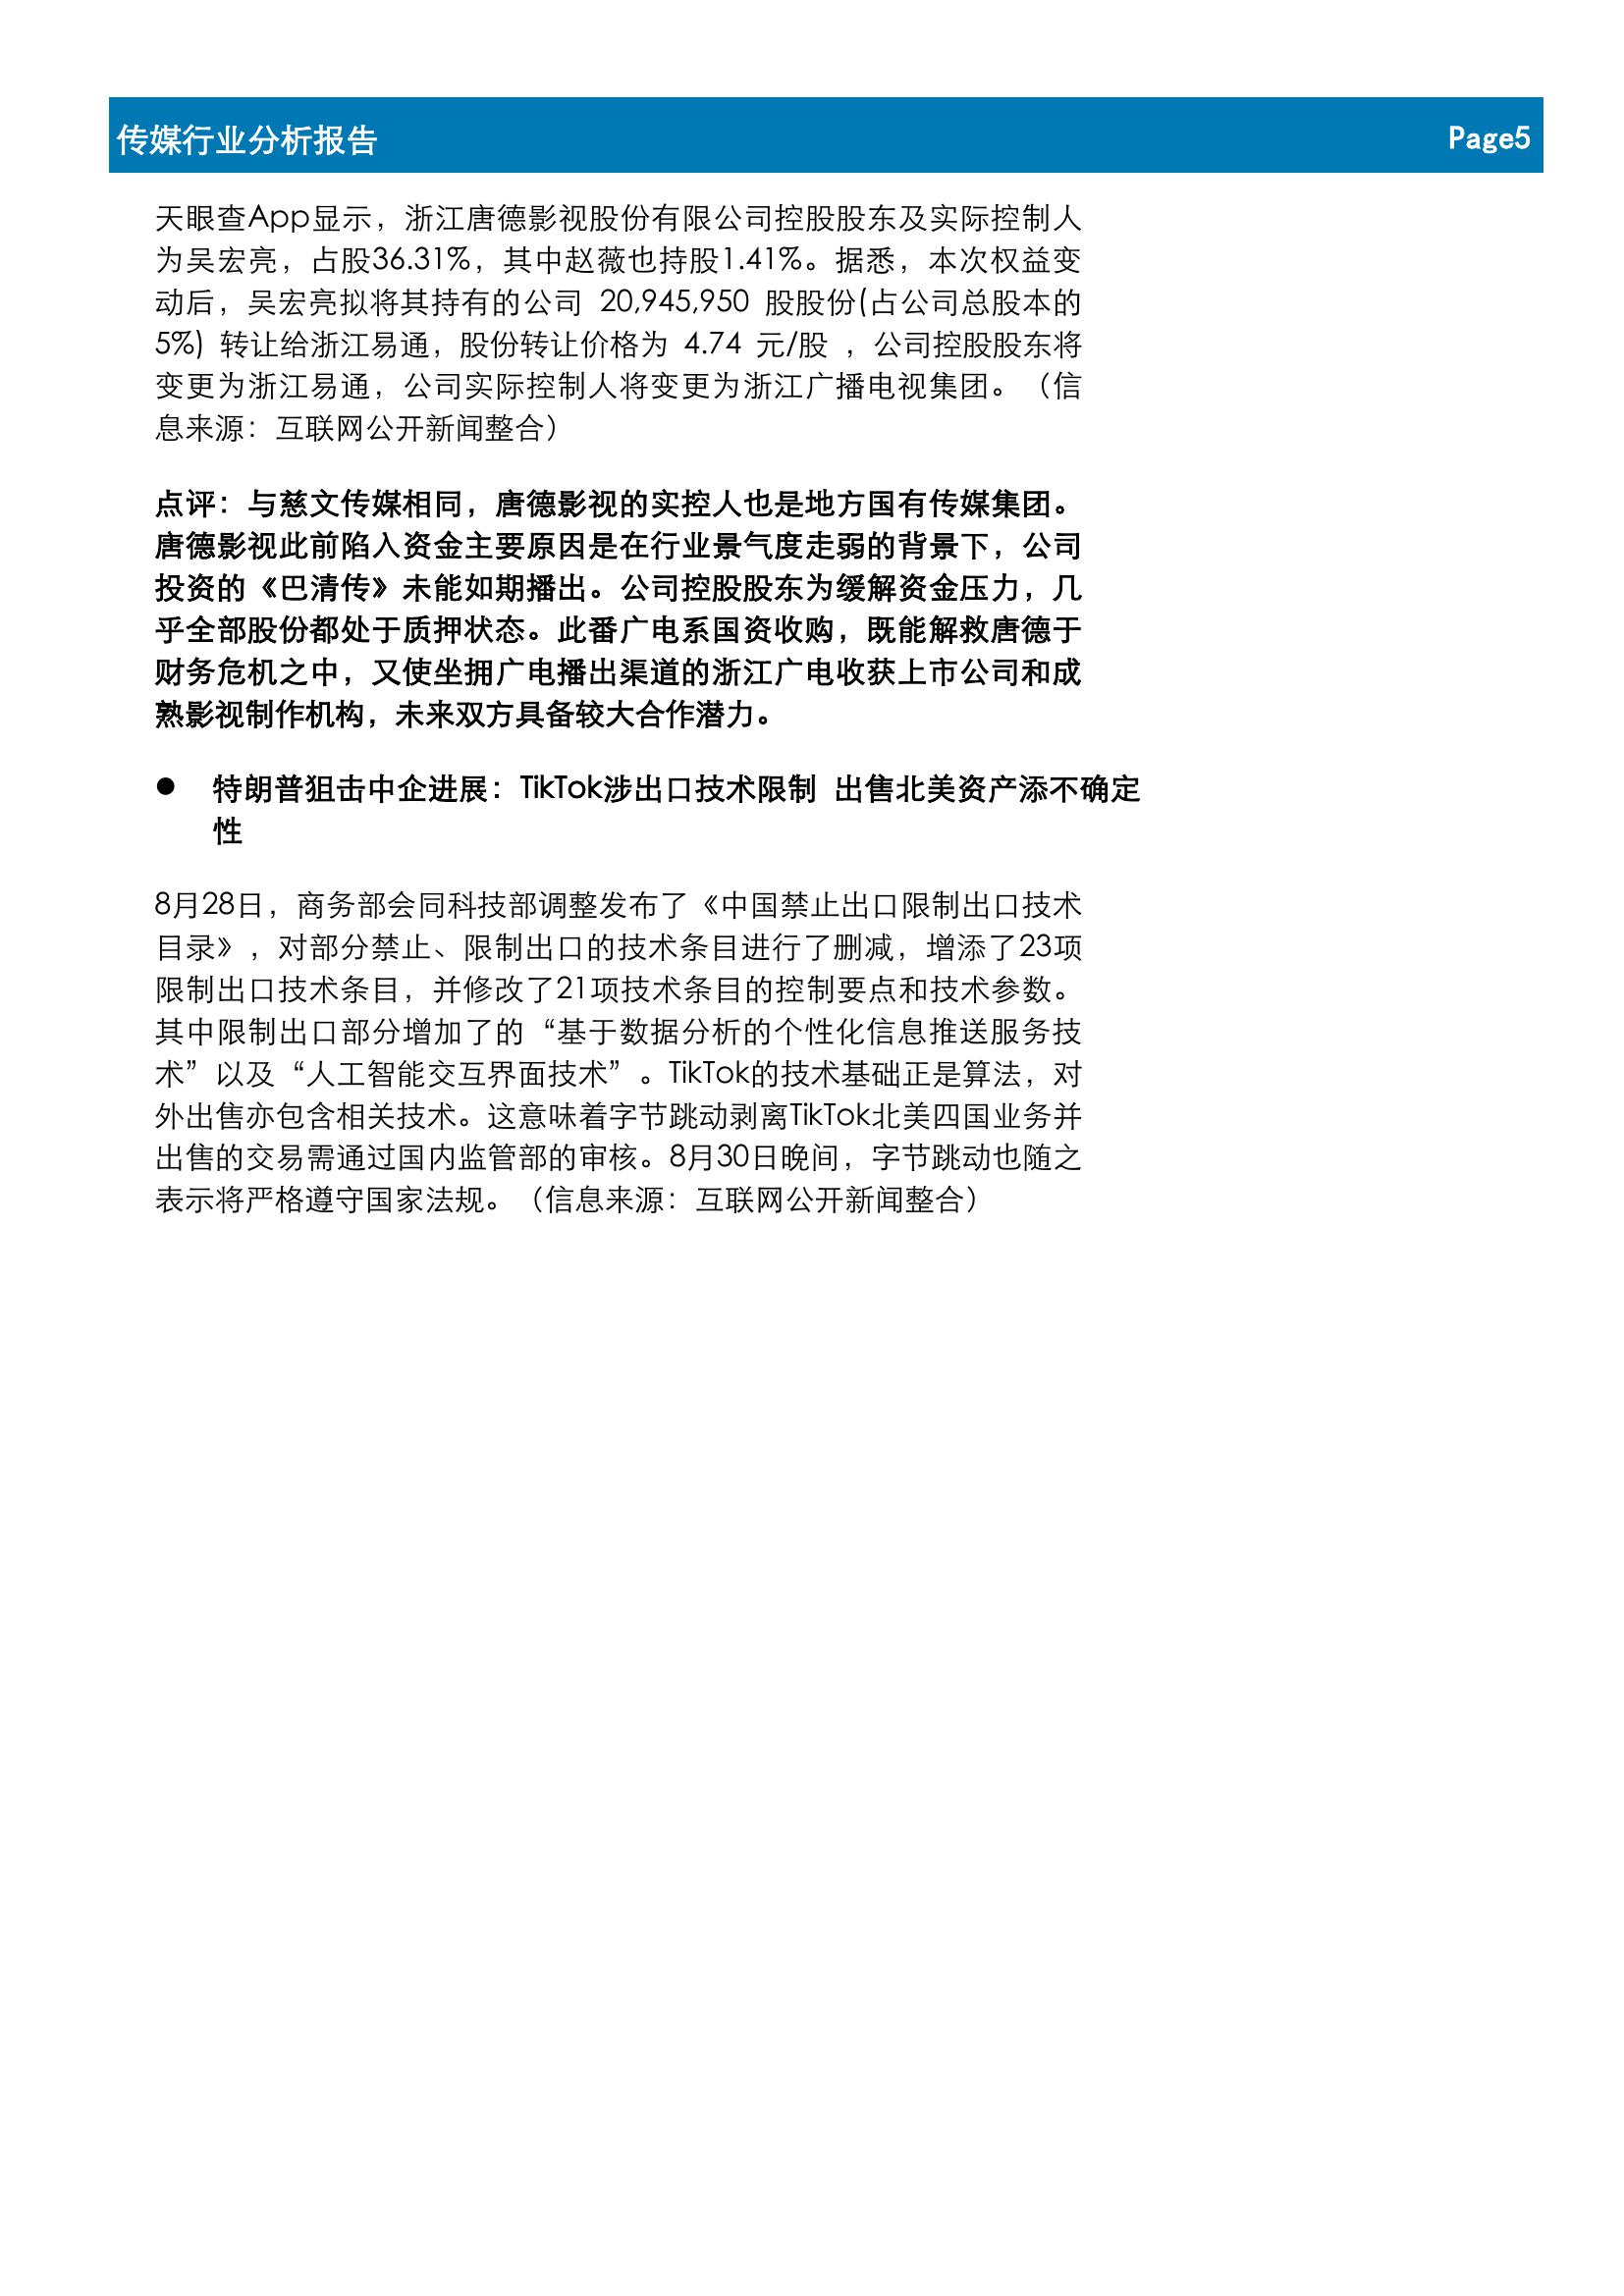 传媒行业分析报告
Page5
天眼查App显示，浙江唐德影视股份有限公司控股股东及实际控制人
为吴宏亮，占股36.31%，其中赵薇也持股1.41%。据悉，本次权益变
动后，吴宏亮拟将其持有的公司 20,945,950 股股份(占公司总股本的
5%) 转让给浙江易通，股份转让价格为 4.74 元/股 ，公司控股股东将
变更为浙江易通，公司实际控制人将变更为浙江广播电视集团。（信
息来源：互联网公开新闻整合）
点评：与慈文传媒相同，唐德影视的实控人也是地方国有传媒集团。
唐德影视此前陷入资金主要原因是在行业景气度走弱的背景下，公司
投资的《巴清传》未能如期播出。公司控股股东为缓解资金压力，几
乎全部股份都处于质押状态。此番广电系国资收购，既能解救唐德于
财务危机之中，又使坐拥广电播出渠道的浙江广电收获上市公司和成
熟影视制作机构，未来双方具备较大合作潜力。
● 特朗普狙击中企进展：TikTok涉出口技术限制 出售北美资产添不确定
性
8月28日，商务部会同科技部调整发布了《中国禁止出口限制出口技术
目录》，对部分禁止、限制出口的技术条目进行了删减，增添了23项
限制出口技术条目，并修改了21项技术条目的控制要点和技术参数。
其中限制出口部分增加了的“基于数据分析的个性化信息推送服务技
术”以及“人工智能交互界面技术”。TikTok的技术基础正是算法，对
外出售亦包含相关技术。这意味着字节跳动剥离TikTok北美四国业务并
出售的交易需通过国内监管部的审核。8月30日晚间，字节跳动也随之
表示将严格遵守国家法规。（信息来源：互联网公开新闻整合）